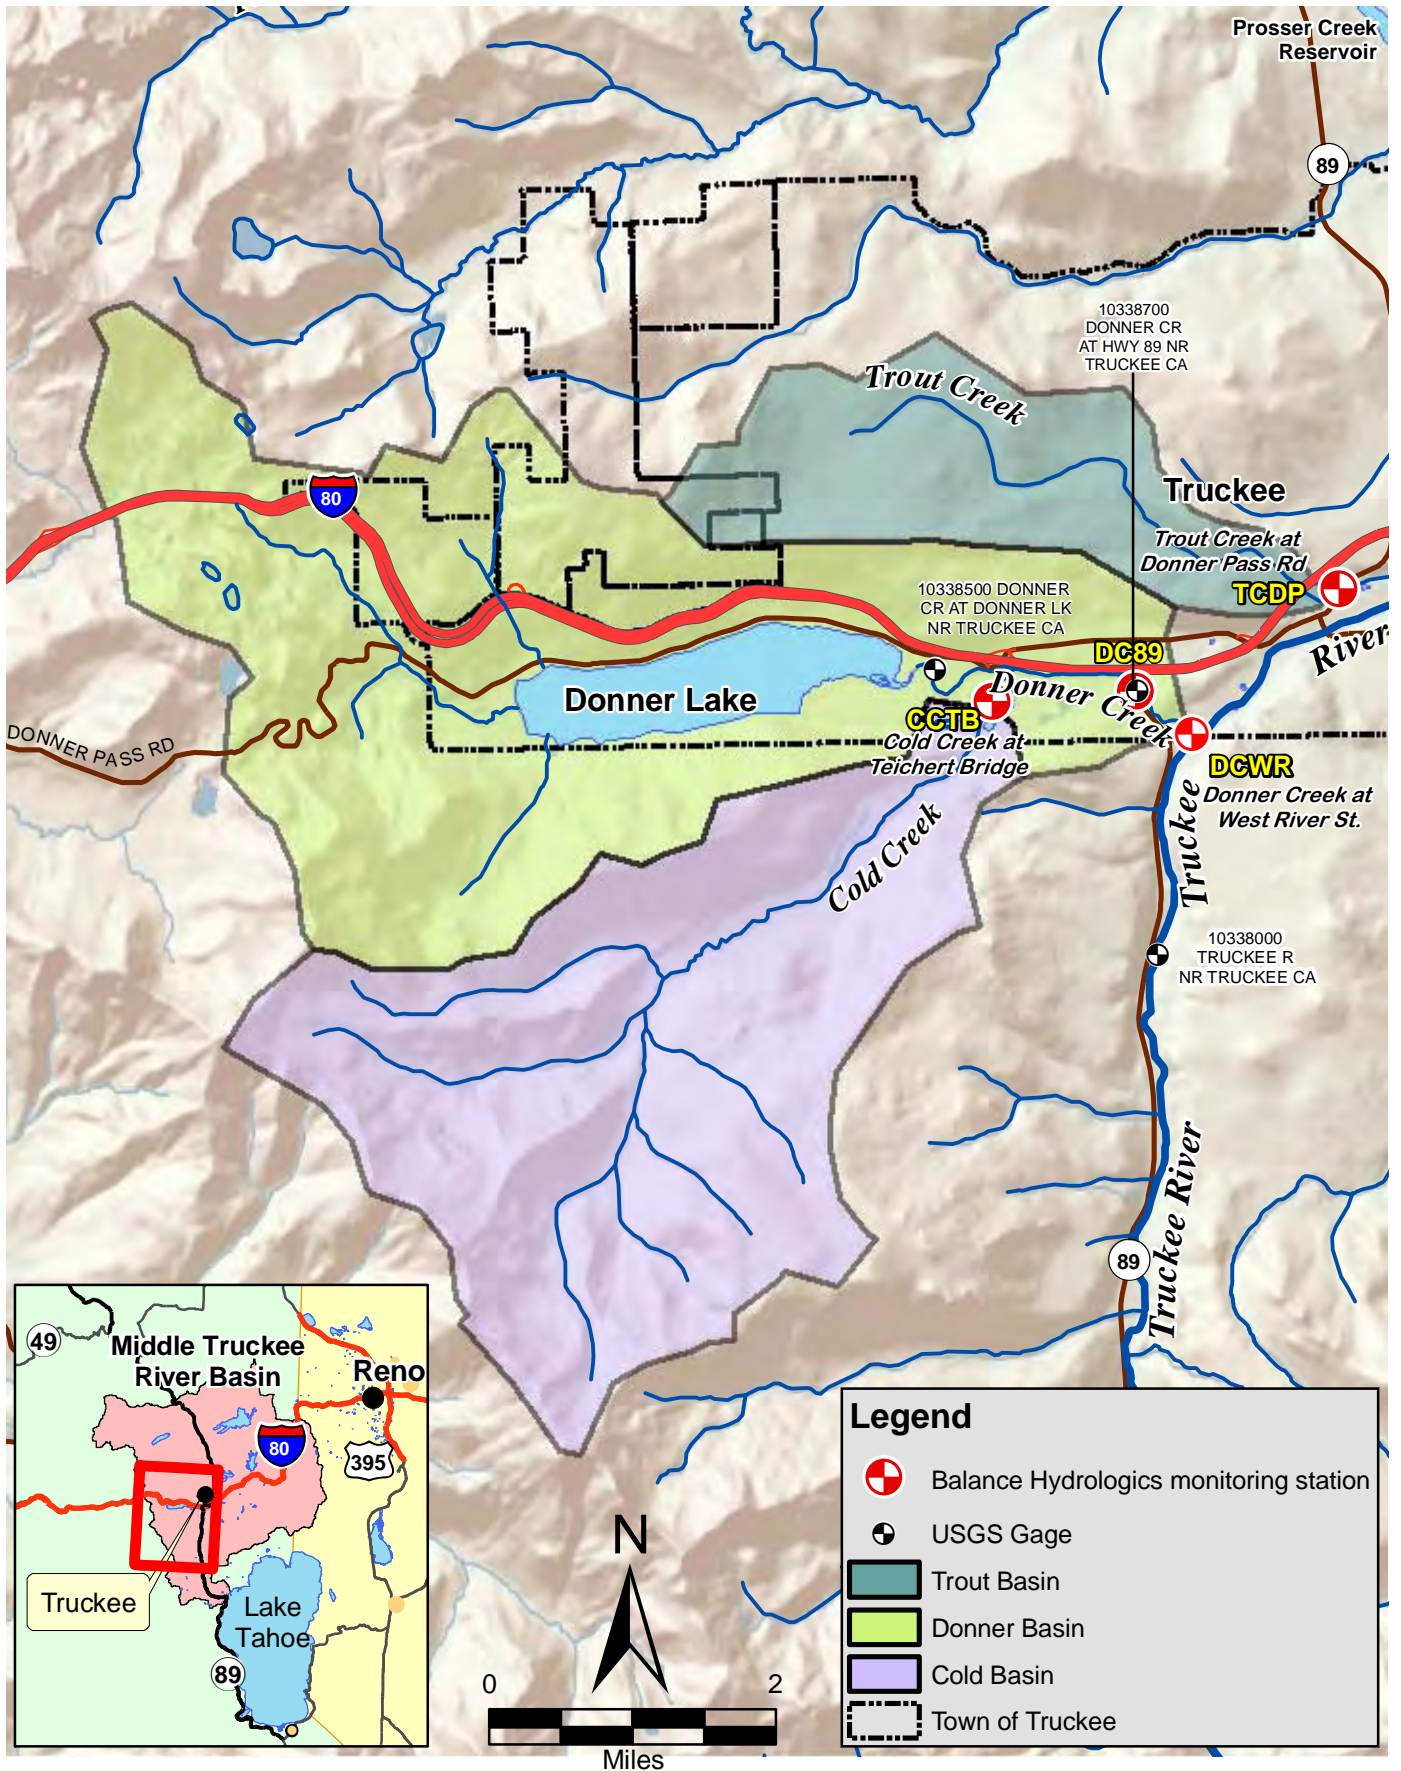 Prosser Creek
Reservoir
89
10338700
DONNER CR
AT HWY 89 NR
TRUCKEE CA
Trout Creek
80
Truckee
Trout Creek at
Donner Pass Rd
TCDP
10338500 DONNER
CR AT DONNER LK
NR TRUCKEE CA
DC89
River
Donner Lake
Donner Creek
CCTB
Cold Creek at
Teichert Bridge
DONNER PASS RD
DCWR
Donner Creek at
West River St.
Truckee
Cold Creek
10338000
TRUCKEE R
NR TRUCKEE CA
Truckee River
89
49
Middle Truckee
River Basin
Reno
80
395
Truckee
Lake
Tahoe
89
N
0 2
Miles
Legend
Balance Hydrologics monitoring station
USGS Gage
Trout Basin
Donner Basin
Cold Basin
Town of Truckee